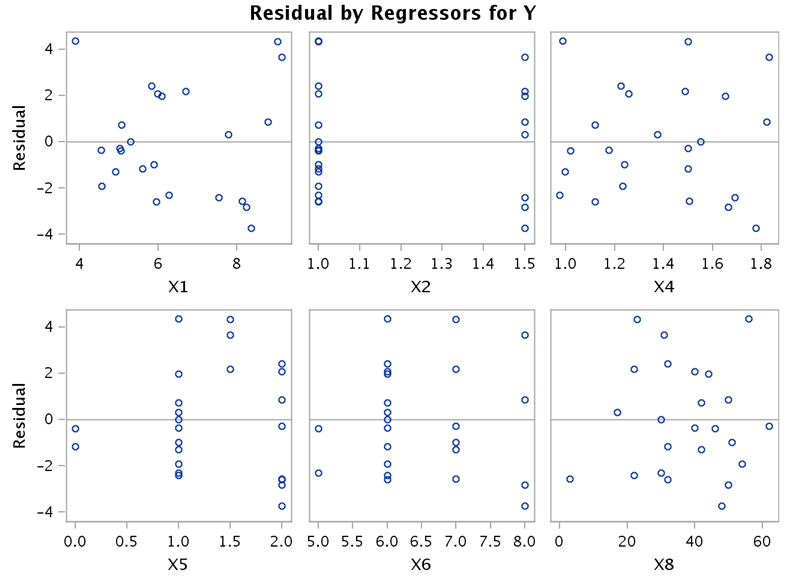 Residual by Regressors for Y
Residual
4
2
0
−2
−4
4 6 8
X1
1.0 1.1 1.2 1.3 1.4 1.5
X2
1.0 1.2 1.4 1.6 1.8
X4
Residual
4
2
0
−2
−4
0.0 0.5 1.0 1.5 2.0
X5
5.0 5.5 6.0 6.5 7.0 7.5 8.0
X6
0 20 40 60
X8